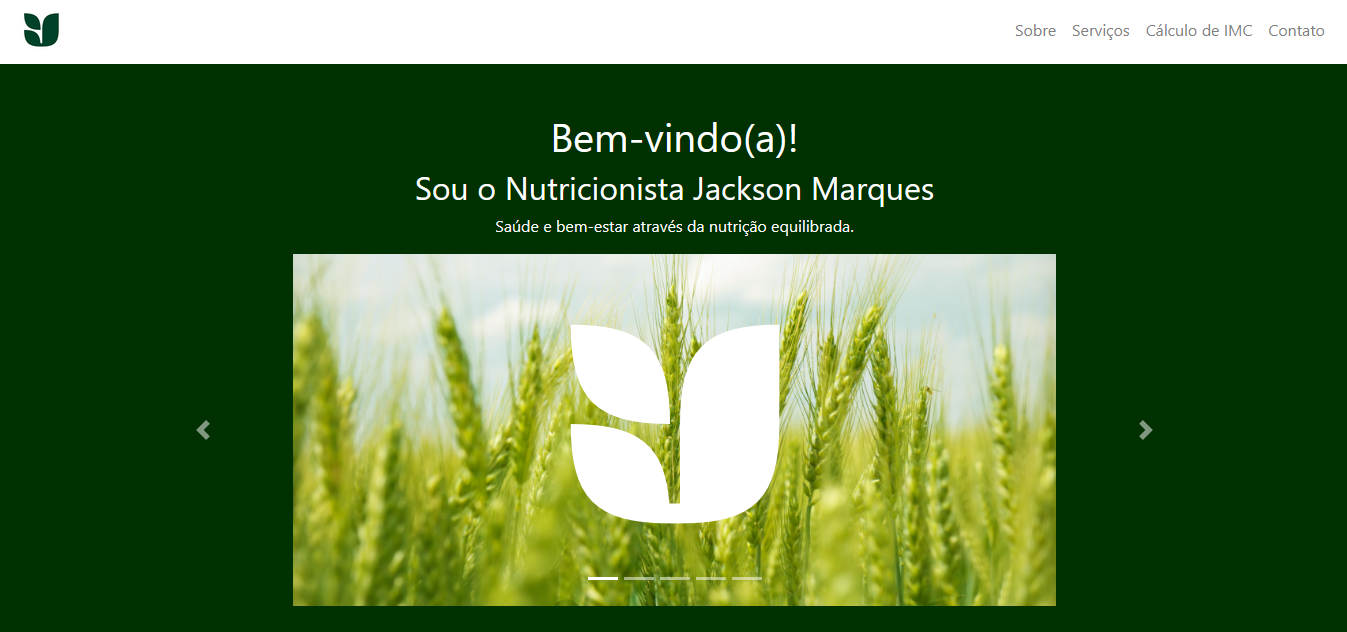 Sobre Serviços Cálculo de IMC Contato
Bem-vindo(a)!
Sou o Nutricionista Jackson Marques
Saúde e bem-estar através da nutrição equilibrada.